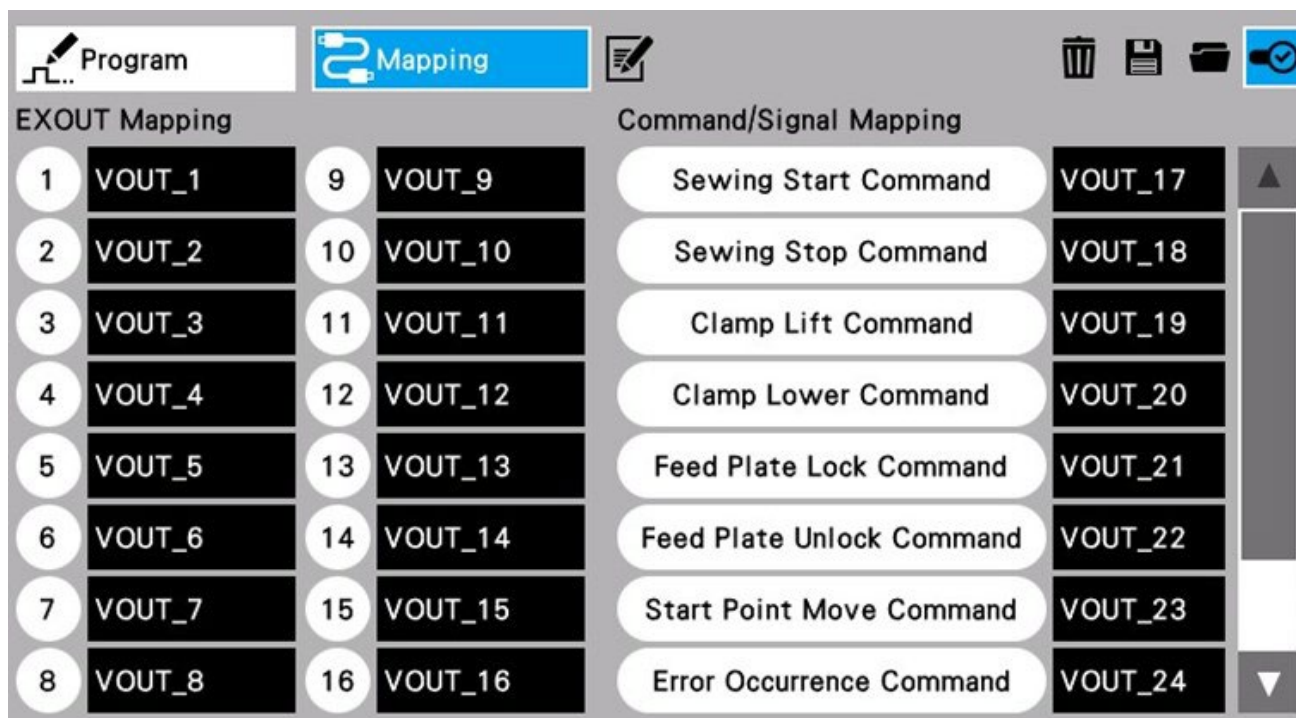 Program Mapping
EXOUT Mapping
Command/Signal Mapping
1 VOUT_1 9 VOUT_9 Sewing Start Command VOUT_17
2 VOUT_2 10 VOUT_10 Sewing Stop Command VOUT_18
3 VOUT_3 11 VOUT_11 Clamp Lift Command VOUT_19
4 VOUT_4 12 VOUT_12 Clamp Lower Command VOUT_20
5 VOUT_5 13 VOUT_13 Feed Plate Lock Command VOUT_21
6 VOUT_6 14 VOUT_14 Feed Plate Unlock Command VOUT_22
7 VOUT_7 15 VOUT_15 Start Point Move Command VOUT_23
8 VOUT_8 16 VOUT_16 Error Occurrence Command VOUT_24